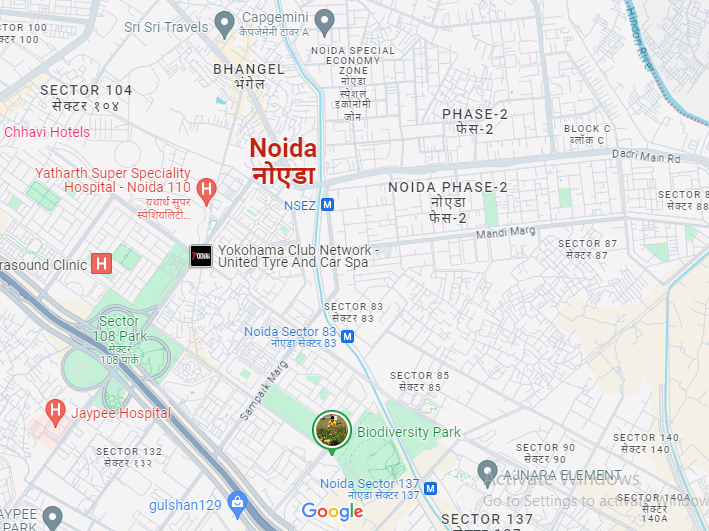 Capgemini
कैपजेमिनी टावर A
Sri Sri Travels
CTOR 100
क्टर 100
NOIDA SPECIAL
ECONOMY
ZONE
नोएडा
स्पेशल
इकोनोमी
जोन
Hindon River
BHANGEL
भंगेल
SECTOR 104
सेक्टर १०४
PHASE-2
फेस-2
BLOCK C
ब्लॉक C
Chhavi Hotels
Noida
नोएडा
Dadri Main Rd
Yatharth Super Speciality
Hospital - Noida 110
यथार्थ सुपर
स्पेशियलिटी...
NOIDA PHASE-2
नोएडा
फेस-2
SECTOR 8
सेक्टर 88
NSEZ M
Mandi Marg
SECTOR 87
सेक्टर 87
Yokohama Club Network -
United Tyre And Car Spa
rasound Clinic H
SECTOR 83
सेक्टर 83
Sector
108 Park
सेक्टर
108 पार्क
Noida Sector 83 M
नोएडा सेक्टर 83
SECTOR 85
सेक्टर 85
Sampark Marg
H Jaypee Hospital
Biodiversity Park
SECTOR 132
सेक्टर १३२
SECTOR 90
सेक्टर 90
SECTOR 140
सेक्टर 140
AJNARA ELEMENT
Activate Windows
Go to Settings to activate Windows
Noida Sector 137 M
नोएडा सेक्टर 137
SECTOR 140A
सेक्टर
140A
gulshan129
Google
JAYPEE
PARK
SECTOR 137